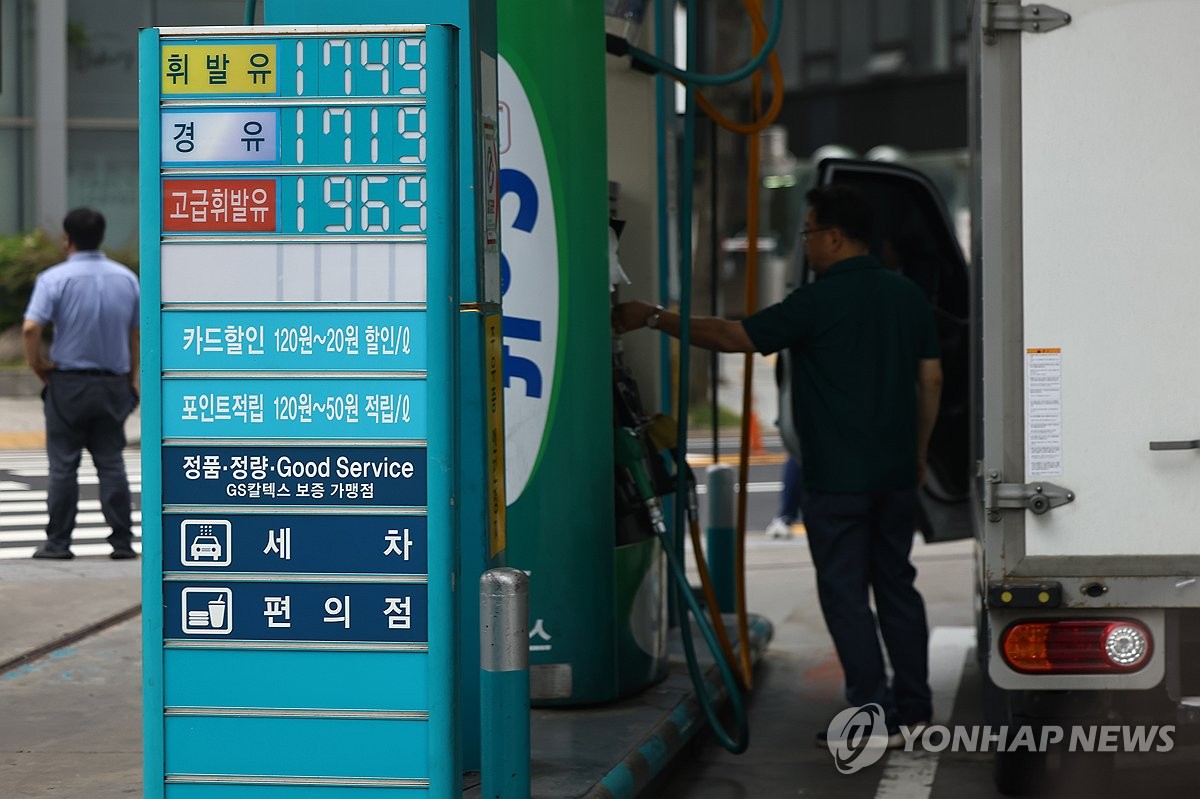 휘발유 1749
경유 1719
고급휘발유 1969
카드할인 120원~20원 할인/ℓ
포인트적립 120원~50원 적립/ℓ
정품·정량·Good Service
GS칼텍스 보증 가맹점
세차
편의점
YONHAP NEWS